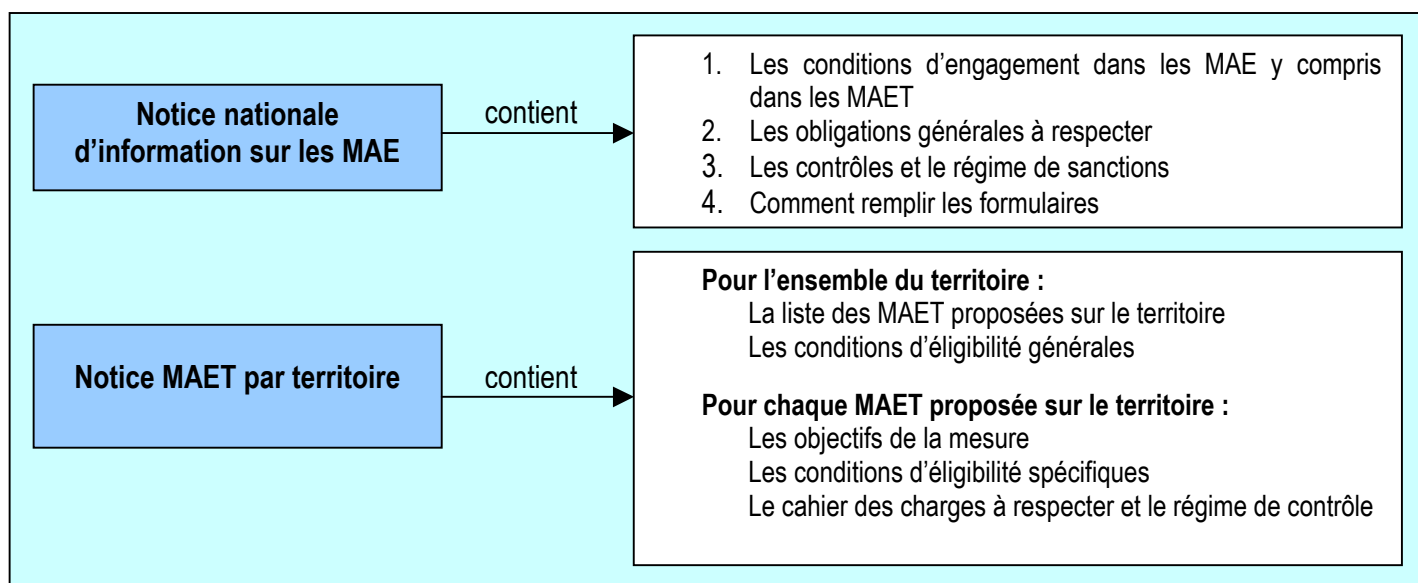 Notice nationale
d'information sur les MAE
contient
1. Les conditions d'engagement dans les MAE y compris
dans les MAET
2. Les obligations générales à respecter
3. Les contrôles et le régime de sanctions
4. Comment remplir les formulaires
Notice MAET par territoire
contient
Pour l'ensemble du territoire :
La liste des MAET proposées sur le territoire
Les conditions d'éligibilité générales
Pour chaque MAET proposée sur le territoire :
Les objectifs de la mesure
Les conditions d'éligibilité spécifiques
Le cahier des charges à respecter et le régime de contrôle